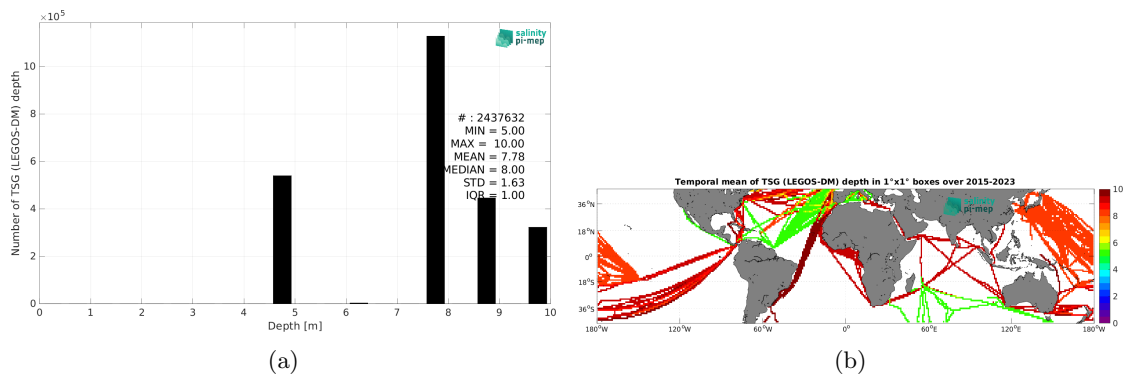 ×10⁵
salinity
pi-mep
10
8
6
4
2
0
Number of TSG (LEGOS-DM) depth
# : 2437632
MIN = 5.00
MAX = 10.00
MEAN = 7.78
MEDIAN = 8.00
STD = 1.63
IQR = 1.00
0 1 2 3 4 5 6 7 8 9 10
Depth [m]
(a)
Temporal mean of TSG (LEGOS-DM) depth in 1°x1° boxes over 2015-2023
salinity
pi-mep
36°N
18°N
0°
18°S
36°S
180°W 120°W 60°W 0° 60°E 120°E 180°W
10
8
6
4
2
0
(b)